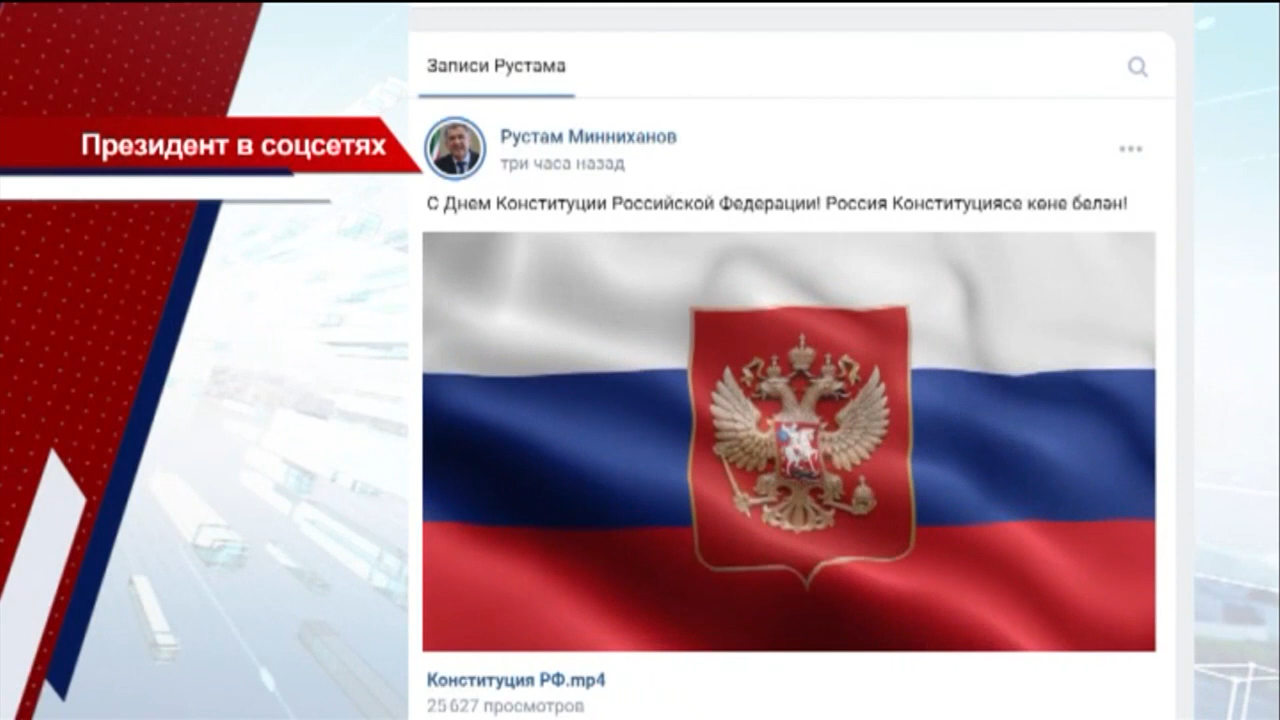 Записи Рустама
Президент в соцсетях
Рустам Минниханов
три часа назад
С Днем Конституции Российской Федерации! Россия Конституциясе көне белән!
Конституция РФ.mp4
25 627 просмотров